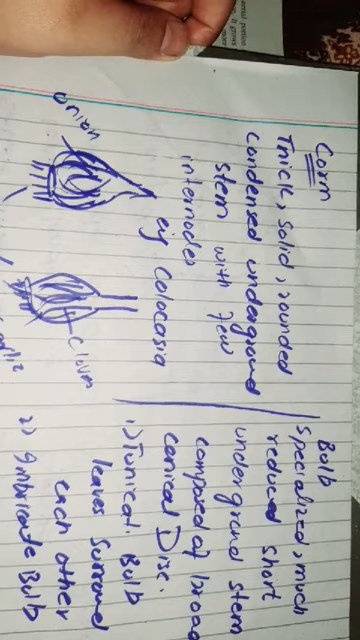 Corm
Thick, Solid, rounded
condensed underground
stem with few
internodes
eg Colocasia
Onion
Clove
Bulb
Specialized, much
reduced short
underground stem
composed of broad
conical Disc.
1) Tunicat. Bulb
leaves Surround
each other
2) Imbricate Bulb